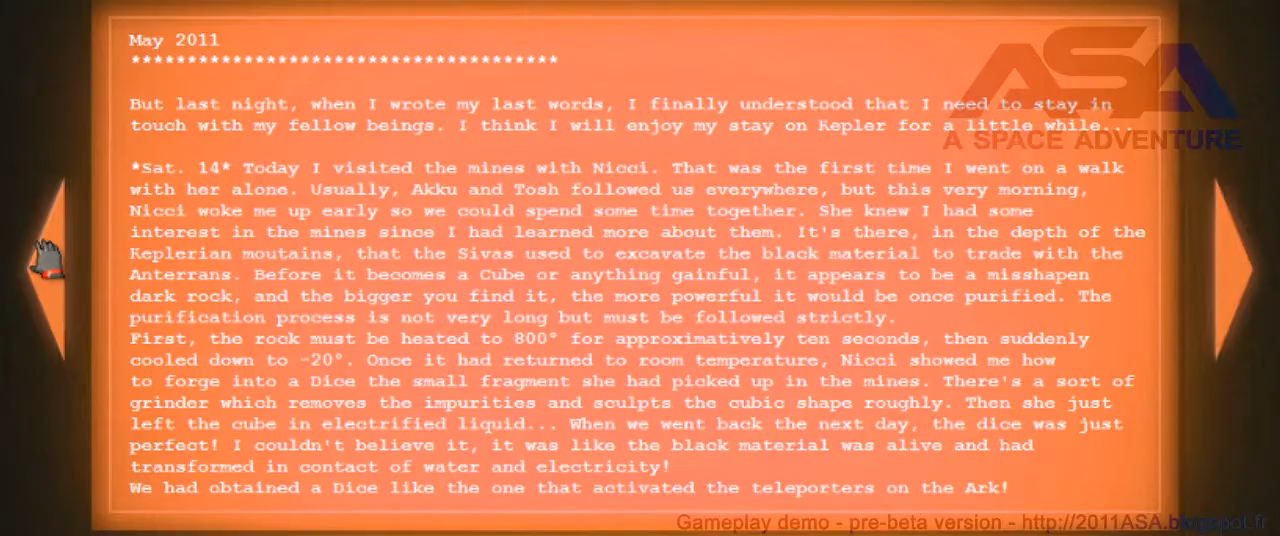 May 2011
**************************************
But last night, when I wrote my last words, I finally understood that I need to stay in
touch with my fellow beings. I think I will enjoy my stay on Kepler for a little while...
*Sat. 14* Today I visited the mines with Nicci. That was the first time I went on a walk
with her alone. Usually, Akku and Tosh followed us everywhere, but this very morning,
Nicci woke me up early so we could spend some time together. She knew I had some
interest in the mines since I had learned more about them. It's there, in the depth of the
Keplerian moutains, that the Sivas used to excavate the black material to trade with the
Anterrans. Before it becomes a Cube or anything gainful, it appears to be a misshapen
dark rock, and the bigger you find it, the more powerful it would be once purified. The
purification process is not very long but must be followed strictly.
First, the rock must be heated to 800° for approximatively ten seconds, then suddenly
cooled down to -20°. Once it had returned to room temperature, Nicci showed me how
to forge into a Dice the small fragment she had picked up in the mines. There's a sort of
grinder which removes the impurities and sculpts the cubic shape roughly. Then she just
left the cube in electrified liquid... When we went back the next day, the dice was just
perfect! I couldn't believe it, it was like the black material was alive and had
transformed in contact of water and electricity!
We had obtained a Dice like the one that activated the teleporters on the Ark!
ASA
A SPACE ADVENTURE
Gameplay demo - pre-beta version - http://2011ASA.blogspot.fr